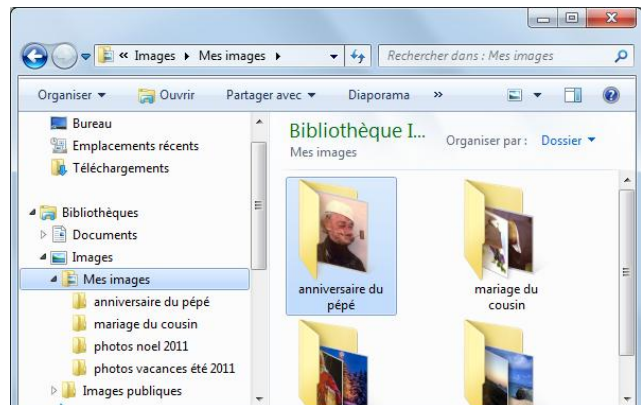 « Images ▸ Mes images ▸
Rechercher dans : Mes images
Organiser ▼ Ouvrir Partager avec ▼ Diaporama »
Bureau
Emplacements récents
Téléchargements
Bibliothèques
Documents
Images
Mes images
anniversaire du pépé
mariage du cousin
photos noel 2011
photos vacances été 2011
Images publiques
Bibliothèque I...
Mes images
Organiser par : Dossier ▼
anniversaire du
pépé
mariage du
cousin